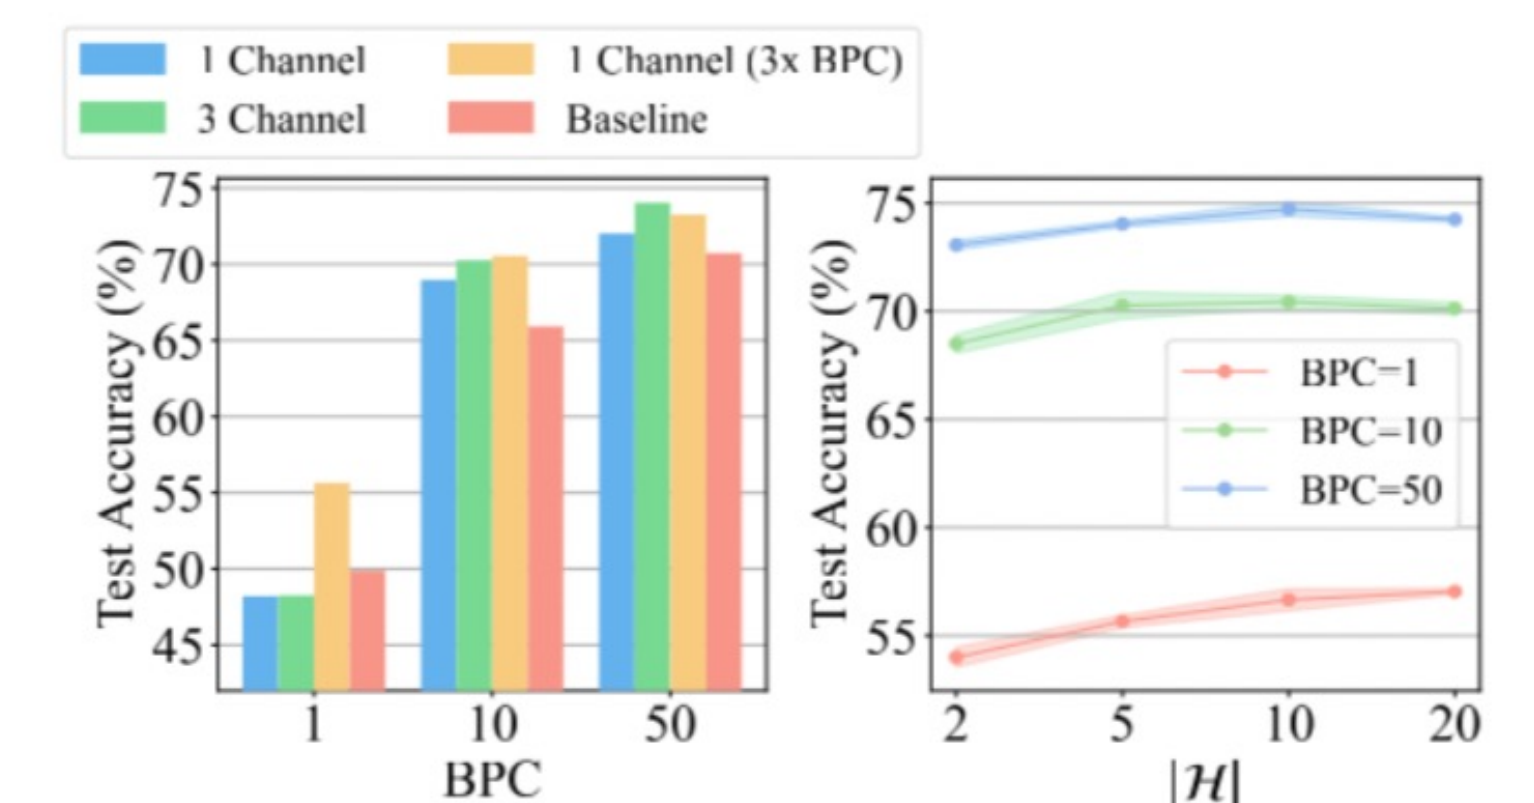 1 Channel
1 Channel (3x BPC)
3 Channel
Baseline
75
70
65
60
55
50
45
Test Accuracy (%)
1
10
50
BPC
75
70
65
60
55
Test Accuracy (%)
BPC=1
BPC=10
BPC=50
2
5
10
20
|ℋ|